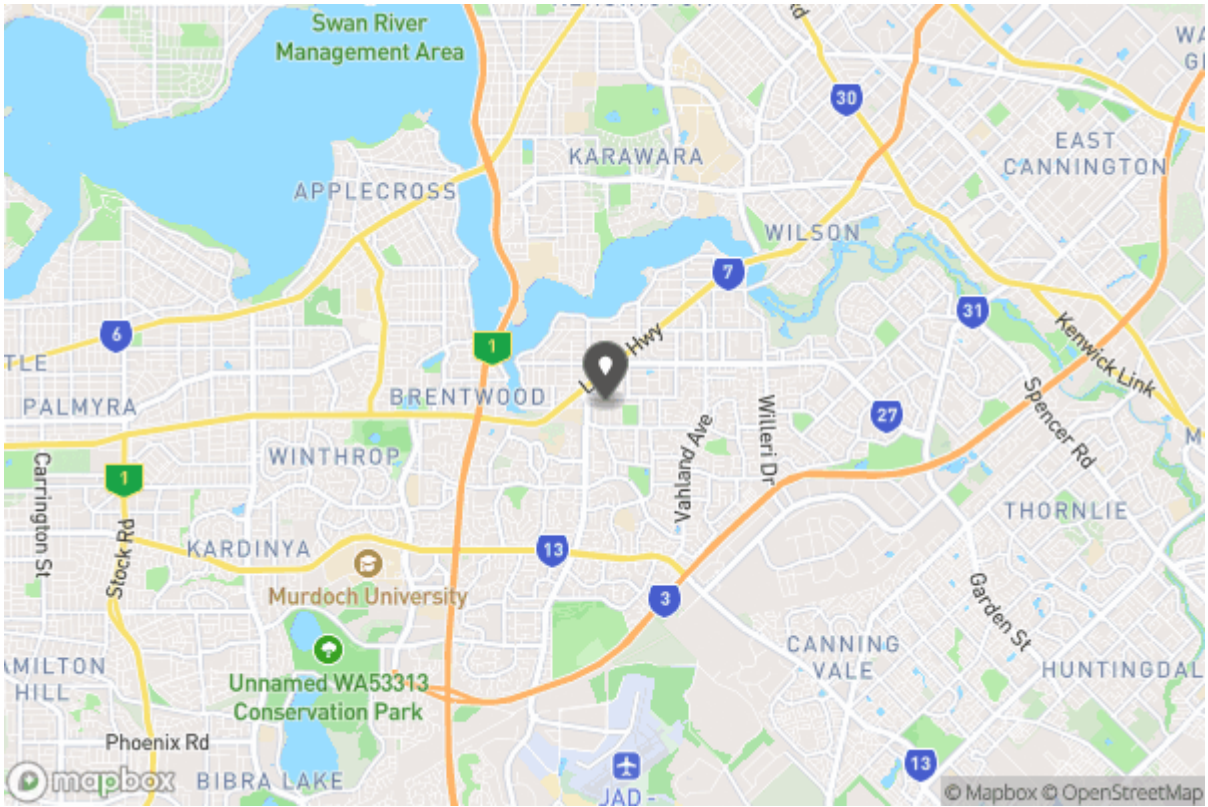 KENSINGTON
Rd
Swan River
Management Area
30
EAST
CANNINGTON
KARAWARA
APPLECROSS
WILSON
7
31
6
1
Hwy
Kenwick Link
TLE
BRENTWOOD
PALMYRA
Spencer Rd
27
Willeri Dr
Vahland Ave
WINTHROP
1
Carrington St
Stock Rd
THORNLIE
KARDINYA
13
Murdoch University
3
Garden St
CANNING
VALE
HUNTINGDAL
AMILTON
HILL
Unnamed WA53313
Conservation Park
Phoenix Rd
13
BIBRA LAKE
JAD -
mapbox
© Mapbox © OpenStreetMap